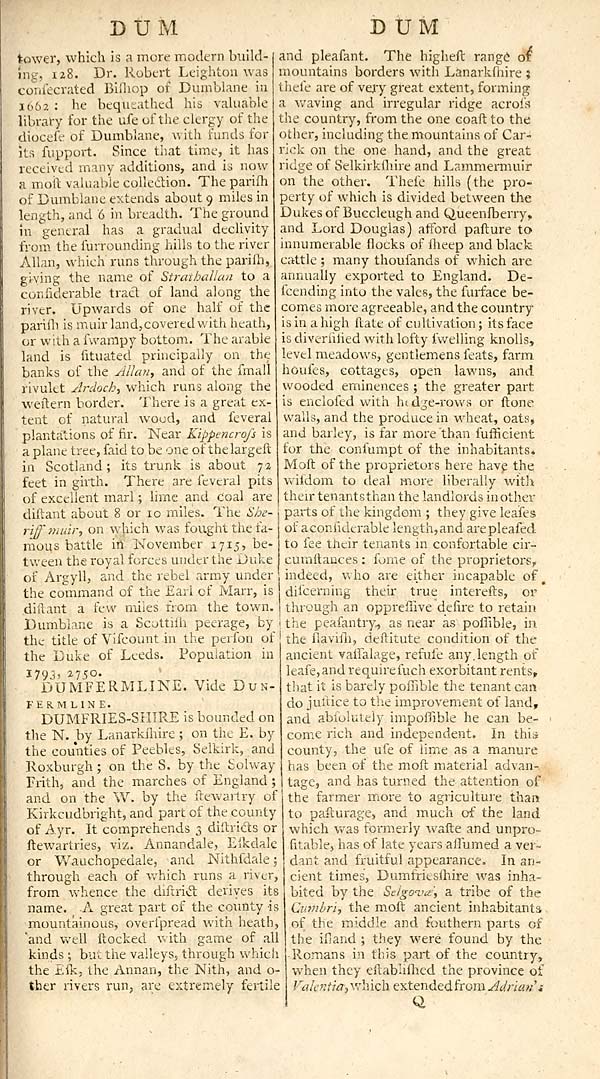 DUM
tower, which is a more modern build-
ing, 128. Dr. Robert Leighton was
conſecrated Biſhop of Dumblane in
1662: he bequeathed his valuable
library for the uſe of the clergy of the
dioceſe of Dumblane, with funds for
its ſupport. Since that time, it has
received many additions, and is now
a moſt valuable collection. The pariſh
of Dumblane extends about 9 miles in
length, and 6 in breadth. The ground
in general has a gradual declivity
from the ſurrounding hills to the river
Allan, which runs through the pariſh,
giving the name of Strathallan to a
conſiderable tract of land along the
river. Upwards of one half of the
pariſh is muir land, covered with heath,
or with a ſwampy bottom. The arable
land is ſituated principally on the
banks of the Allan, and of the ſmall
rivulet Ardoch, which runs along the
weſtern border. There is a great ex-
tent of natural wood, and ſeveral
plantations of fir. Near Kippencroſs is
a plane tree, ſaid to be one of the largeſt
in Scotland; its trunk is about 72
feet in girth. There are ſeveral pits
of excellent marl; lime and coal are
diſtant about 8 or 10 miles. The She-
riff muir, on which was fought the fa-
mous battle in November 1715, be-
tween the royal forces under the Duke
of Argyll, and the rebel army under
the command of the Earl of Marr, is
diſtant a few miles from the town.
Dumblane is a Scottiſh peerage, by
the title of Viſcount in the perſon of
the Duke of Leeds. Population in
1793, 2750.
DUMFERMLINE. Vide DUN-
FERMLINE.
DUMFRIES-SHIRE is bounded on
the N. by Lanarkſhire; on the E. by
the counties of Peebles, Selkirk, and
Roxburgh; on the S. by the Solway
Frith, and the marches of England;
and on the W. by the ſtewartry of
Kirkcudbright, and part of the county
of Ayr. It comprehends 3 diſtricts or
ſtewartries, viz. Annandale, Eſkdale
or Wauchopedale, and Nithſdale;
through each of which runs a river,
from whence the diſtrict derives its
name. A great part of the county is
mountainous, overſpread with heath,
and well ſtocked with game of all
kinds; but the valleys, through which
the Eſk, the Annan, the Nith, and o-
ther rivers run, are extremely fertile
DUM
and pleaſant. The higheſt range of
mountains borders with Lanarkſhire;
theſe are of very great extent, forming
a waving and irregular ridge acroſs
the country, from the one coaſt to the
other, including the mountains of Car-
rick on the one hand, and the great
ridge of Selkirkſhire and Lammermuir
on the other. Theſe hills (the pro-
perty of which is divided between the
Dukes of Buccleugh and Queenſberry,
and Lord Douglas) afford paſture to
innumerable flocks of ſheep and black
cattle; many thouſands of which are
annually exported to England. De-
ſcending into the vales, the ſurface be-
comes more agreeable, and the country
is in a high ſtate of cultivation; its face
is diverſified with lofty ſwelling knolls,
level meadows, gentlemens ſeats, farm
houſes, cottages, open lawns, and
wooded eminences; the greater part
is encloſed with hedge-rows or ſtone
walls, and the produce in wheat, oats,
and barley, is far more than ſufficient
for the conſumpt of the inhabitants.
Moſt of the proprietors here have the
wiſdom to deal more liberally with
their tenants than the landlords in other
parts of the kingdom; they give leaſes
of a conſiderable length, and are pleaſed
to ſee their tenants in confortable cir-
cumſtances: ſome of the proprietors,
indeed, who are either incapable of
diſcerning their true intereſts, or
through an oppreſſive deſire to retain
the peaſantry, as near as poſſible, in
the ſlaviſh, deſtitute condition of the
ancient vaſſalage, refuſe any length of
leaſe, and require ſuch exorbitant rents,
that it is barely poſſible the tenant can
do juſtice to the improvement of land,
and abſolutely impoſſible he can be-
come rich and independent. In this
county, the uſe of lime as a manure
has been of the moſt material advan-
tage, and has turned the attention of
the farmer more to agriculture than
to paſturage, and much of the land
which was formerly waſte and unpro-
fitable, has of late years aſſumed a ver-
dant and fruitful appearance. In an-
cient times, Dumfriesſhire was inha-
bited by the Selgovæ, a tribe of the
Cumbri, the moſt ancient inhabitants
of the middle and ſouthern parts of
the iſland; they were found by the
Romans in this part of the country,
when they eſtabliſhed the province of
Valentia, which extended from Adrian's
Q